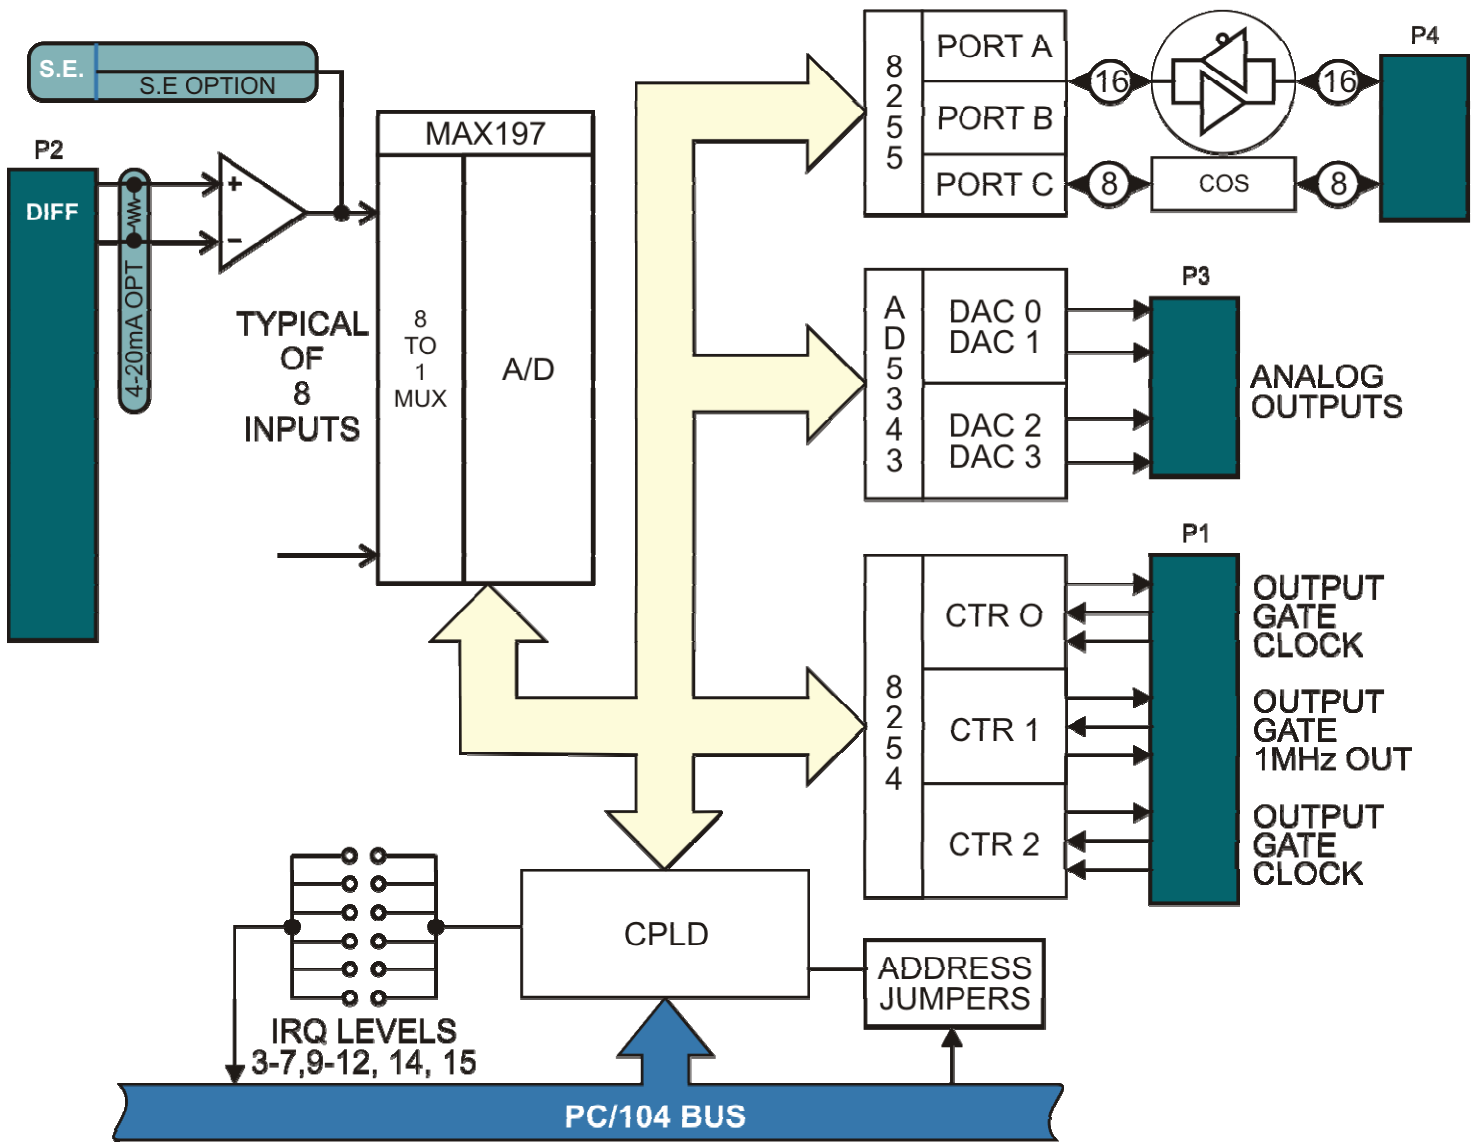 S.E.
S.E OPTION
P2
DIFF
4-20mA OPT
+
−
TYPICAL
OF
8
INPUTS
MAX197
8
TO
1
MUX
A/D
8
2
5
5
PORT A
PORT B
PORT C
16
16
8
COS
8
P4
A
D
5
3
4
3
DAC 0
DAC 1
DAC 2
DAC 3
P3
ANALOG
OUTPUTS
8
2
5
4
CTR O
CTR 1
CTR 2
P1
OUTPUT
GATE
CLOCK
OUTPUT
GATE
1MHz OUT
OUTPUT
GATE
CLOCK
CPLD
ADDRESS
JUMPERS
IRQ LEVELS
3-7,9-12, 14, 15
PC/104 BUS